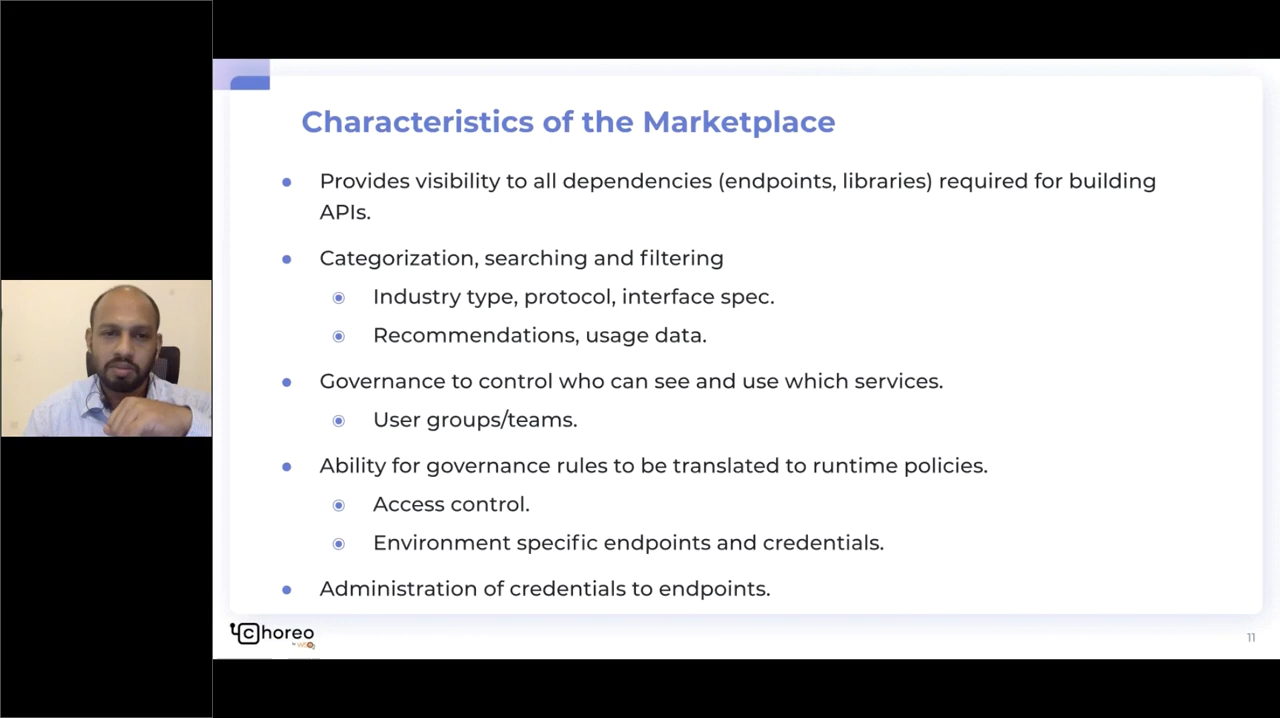 Characteristics of the Marketplace
Provides visibility to all dependencies (endpoints, libraries) required for building
APIs.
Categorization, searching and filtering
Industry type, protocol, interface spec.
Recommendations, usage data.
Governance to control who can see and use which services.
User groups/teams.
Ability for governance rules to be translated to runtime policies.
Access control.
Environment specific endpoints and credentials.
Administration of credentials to endpoints.
choreo
11